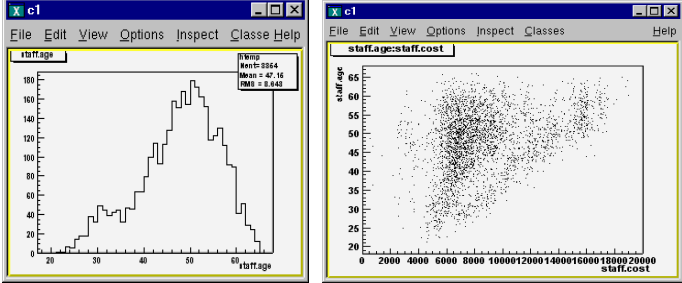 c1
File Edit View Options Inspect Classe Help
staff.age
htemp
Nent= 3354
Mean = 47.16
RMS = 8.643
180
160
140
120
100
80
60
40
20
0
20 30 40 50 60
staff.age
c1
File Edit View Options Inspect Classes Help
staff.age:staff.cost
staff.age
65
60
55
50
45
40
35
30
25
20
0 2000 4000 6000 8000 10000 12000 14000 16000 18000 20000
staff.cost